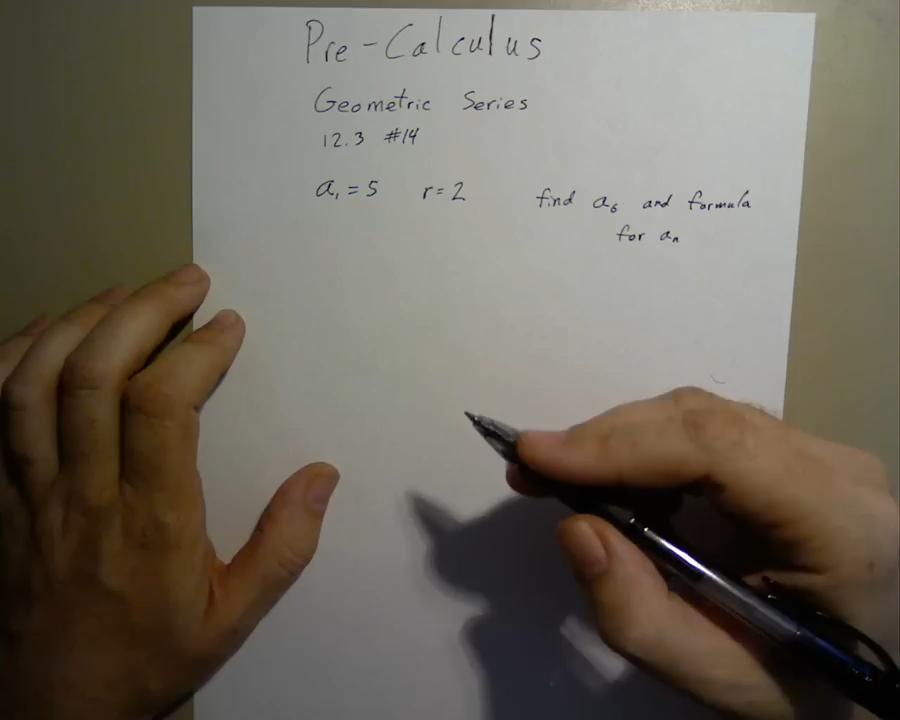 Pre-Calculus
Geometric Series
12.3 #14
a₁ = 5 r = 2 find a₆ and formula
for aₙ